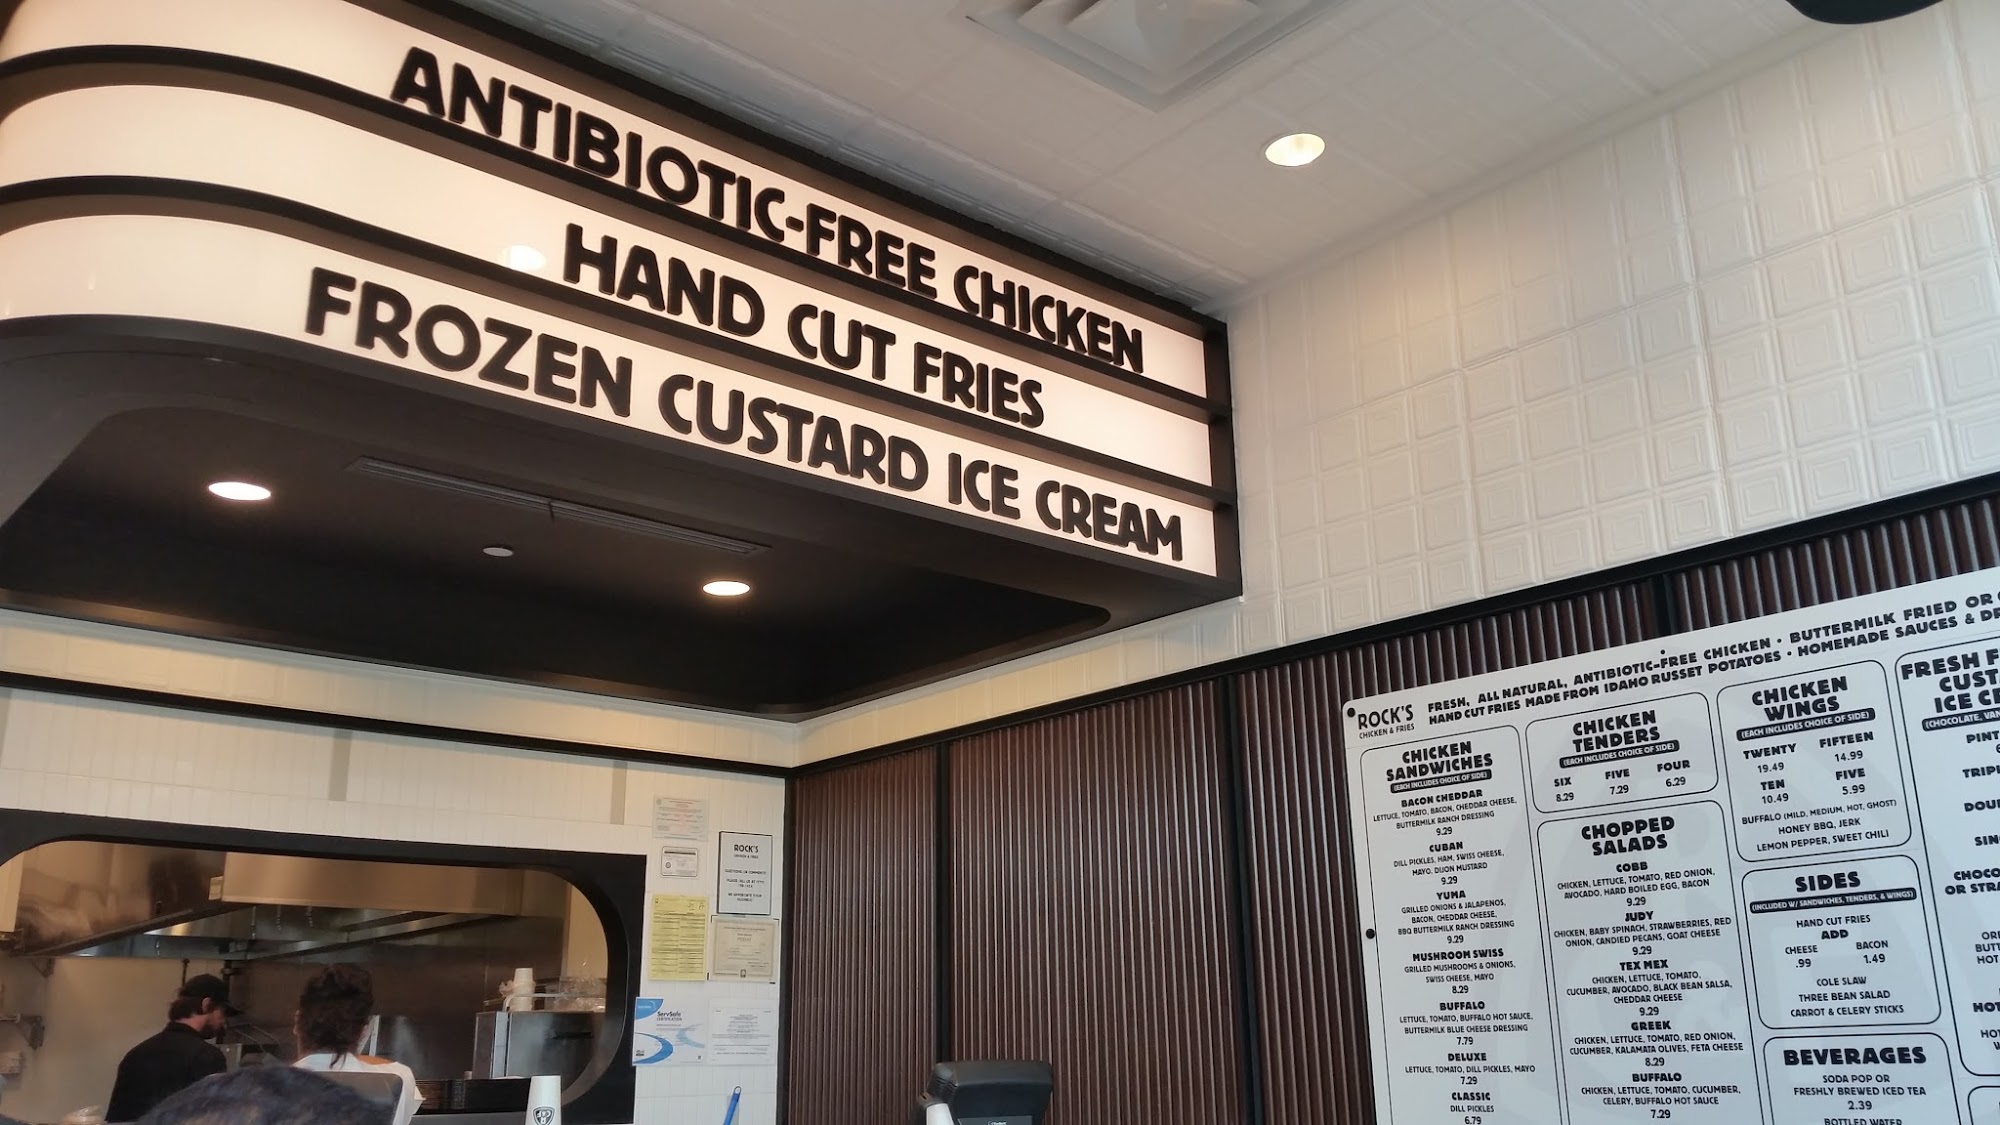 ANTIBIOTIC-FREE CHICKEN
HAND CUT FRIES
FROZEN CUSTARD ICE CREAM
ROCK'S
CHICKEN & FRIES
FRESH, ALL NATURAL, ANTIBIOTIC-FREE CHICKEN • BUTTERMILK FRIED OR
HAND CUT FRIES MADE FROM IDAHO RUSSET POTATOES • HOMEMADE SAUCES &
CHICKEN
SANDWICHES
(EACH INCLUDES CHOICE OF SIDE)
BACON CHEDDAR
LETTUCE, TOMATO, BACON, CHEDDAR CHEESE,
BUTTERMILK RANCH DRESSING
9.29
CUBAN
DILL PICKLES, HAM, SWISS CHEESE,
MAYO, DIJON MUSTARD
9.29
YUMA
GRILLED ONIONS & JALAPENOS,
BACON, CHEDDAR CHEESE,
BBQ BUTTERMILK RANCH DRESSING
9.29
MUSHROOM SWISS
GRILLED MUSHROOMS & ONIONS,
SWISS CHEESE, MAYO
8.29
BUFFALO
LETTUCE, TOMATO, BUFFALO HOT SAUCE,
BUTTERMILK BLUE CHEESE DRESSING
7.79
DELUXE
LETTUCE, TOMATO, DILL PICKLES, MAYO
7.29
CLASSIC
DILL PICKLES
6.79
CHICKEN
TENDERS
(EACH INCLUDES CHOICE OF SIDE)
SIX FIVE FOUR
8.29 7.29 6.29
CHOPPED
SALADS
COBB
CHICKEN, LETTUCE, TOMATO, RED ONION,
AVOCADO, HARD BOILED EGG, BACON
9.29
JUDY
CHICKEN, BABY SPINACH, STRAWBERRIES, RED
ONION, CANDIED PECANS, GOAT CHEESE
9.29
TEX MEX
CHICKEN, LETTUCE, TOMATO,
CUCUMBER, AVOCADO, BLACK BEAN SALSA,
CHEDDAR CHEESE
9.29
GREEK
CHICKEN, LETTUCE, TOMATO, RED ONION,
CUCUMBER, KALAMATA OLIVES, FETA CHEESE
8.29
BUFFALO
CHICKEN, LETTUCE, TOMATO, CUCUMBER,
CELERY, BUFFALO HOT SAUCE
7.29
CHICKEN
WINGS
(EACH INCLUDES CHOICE OF SIDE)
TWENTY FIFTEEN
19.49 14.99
TEN FIVE
10.49 5.99
BUFFALO (MILD, MEDIUM, HOT, GHOST)
HONEY BBQ, JERK
LEMON PEPPER, SWEET CHILI
SIDES
(INCLUDED W/ SANDWICHES, TENDERS, & WINGS)
HAND CUT FRIES
ADD
CHEESE BACON
.99 1.49
COLE SLAW
THREE BEAN SALAD
CARROT & CELERY STICKS
BEVERAGES
SODA POP OR
FRESHLY BREWED ICED TEA
2.39
BOTTLED WATER
FRESH
ICE
(CHOCOLATE,
OR
HOT
ROCK'S
CHICKEN & FRIES
ServSafe
CERTIFICATION